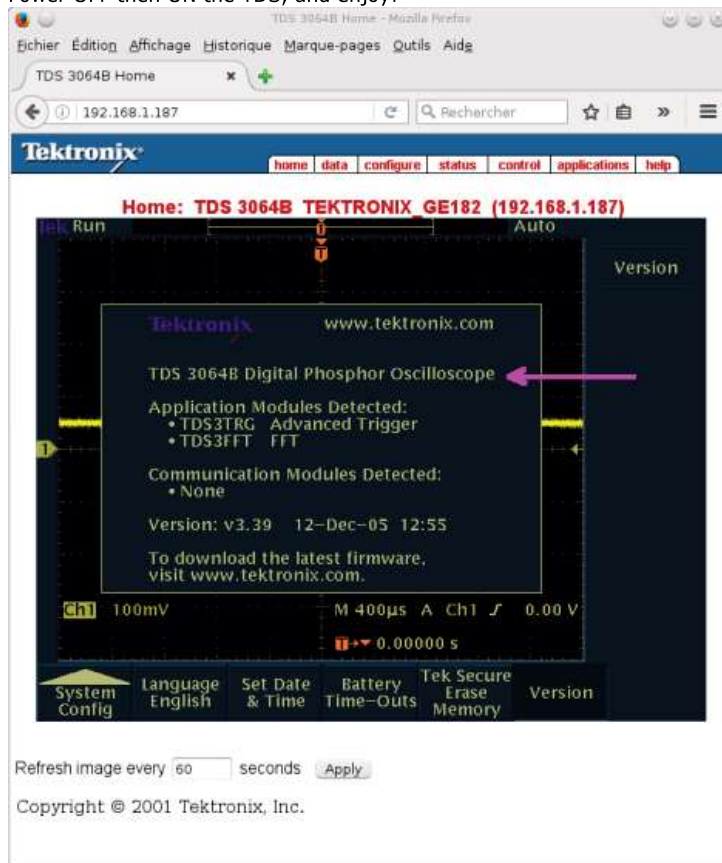 Power OFF then ON the TDS, and enjoy!
TDS 3064B Home - Mozilla Firefox
Fichier Édition Affichage Historique Marque-pages Outils Aide
TDS 3064B Home
192.168.1.187
Rechercher
Tektronix
home data configure status control applications help
Home: TDS 3064B TEKTRONIX_GE182 (192.168.1.187)
Tek Run Auto
Version
Tektronix www.tektronix.com
TDS 3064B Digital Phosphor Oscilloscope
Application Modules Detected:
• TDS3TRG Advanced Trigger
• TDS3FFT FFT
Communication Modules Detected:
• None
Version: v3.39 12-Dec-05 12:55
To download the latest firmware,
visit www.tektronix.com.
1
Ch1 100mV M 400µs A Ch1 0.00 V
T 0.00000 s
System Config
Language English
Set Date & Time
Battery Time-Outs
Tek Secure Erase Memory
Version
Refresh image every 60 seconds Apply
Copyright © 2001 Tektronix, Inc.